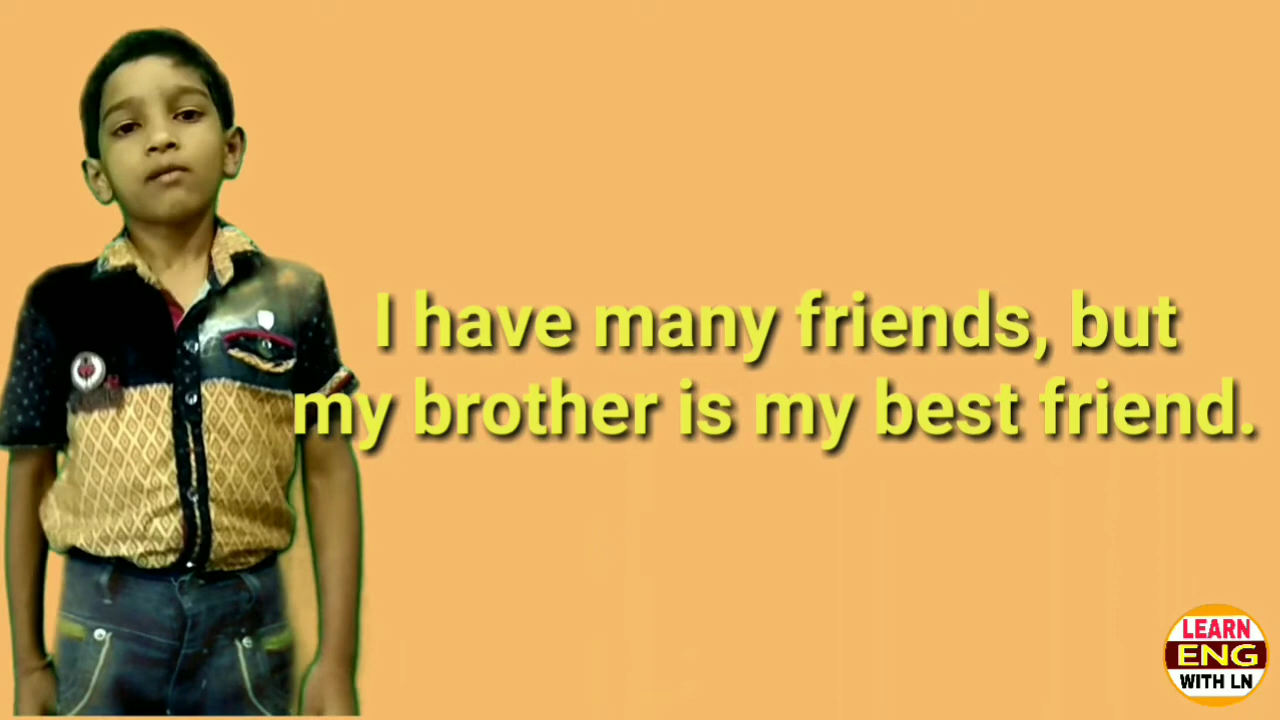 I have many friends, but
my brother is my best friend.
LEARN
ENG
WITH LN